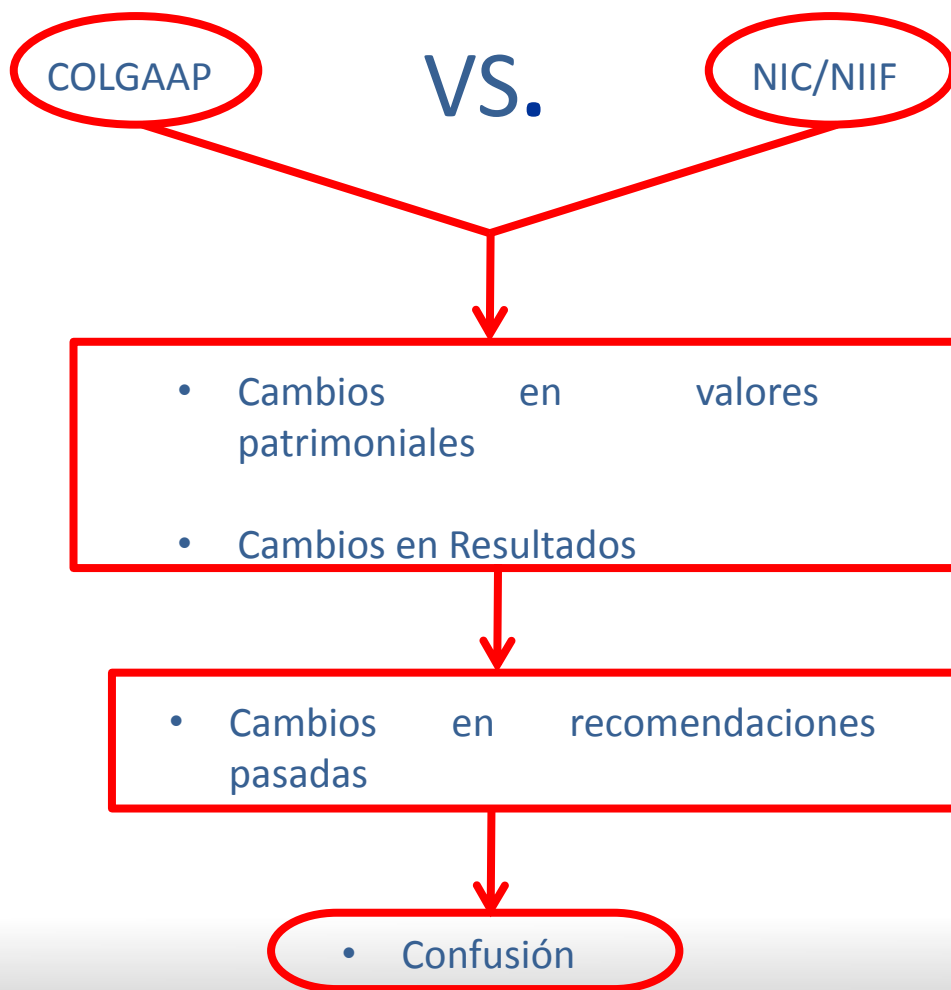 COLGAAP VS. NIC/NIIF
• Cambios en valores
patrimoniales
• Cambios en Resultados
• Cambios en recomendaciones
pasadas
• Confusión